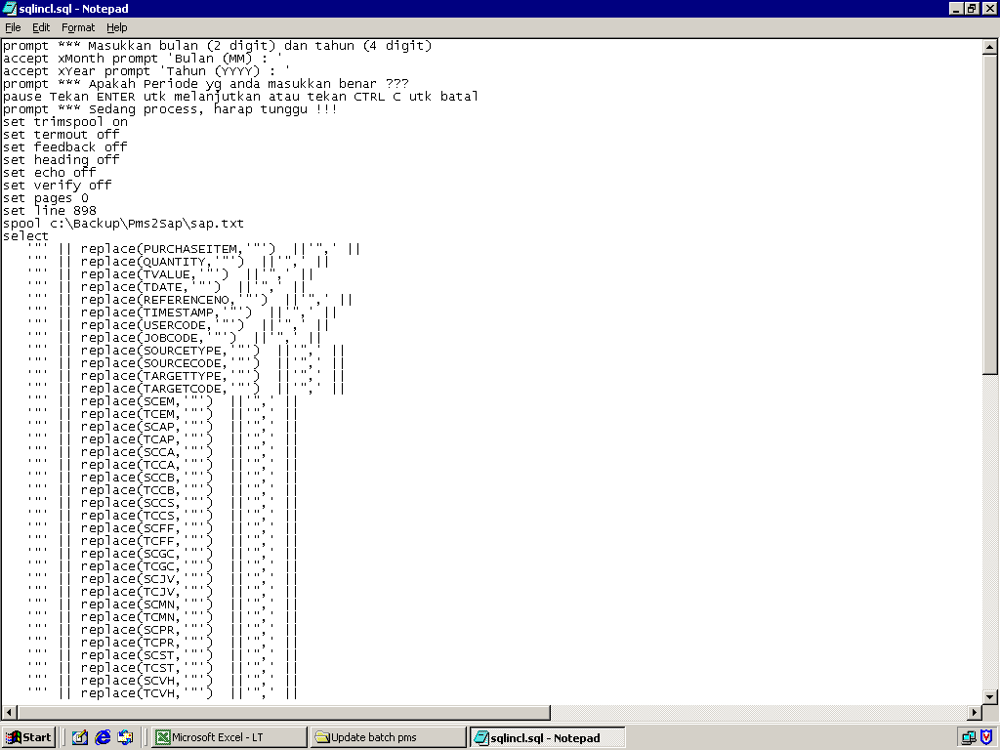 sqlincl.sql - Notepad
File Edit Format Help
prompt *** Masukkan bulan (2 digit) dan tahun (4 digit)
accept xMonth prompt 'Bulan (MM) : '
accept xYear prompt 'Tahun (YYYY) : '
prompt *** Apakah Periode yg anda masukkan benar ???
pause Tekan ENTER utk melanjutkan atau tekan CTRL C utk batal
prompt *** Sedang process, harap tunggu !!!
set trimspool on
set termout off
set feedback off
set heading off
set echo off
set verify off
set pages 0
set line 898
spool c:\Backup\Pms2Sap\sap.txt
select
'"' || replace(PURCHASEITEM,'"') ||'",' ||
'"' || replace(QUANTITY,'"') ||'",' ||
'"' || replace(TVALUE,'"') ||'",' ||
'"' || replace(TDATE,'"') ||'",' ||
'"' || replace(REFERENCENO,'"') ||'",' ||
'"' || replace(TIMESTAMP,'"') ||'",' ||
'"' || replace(USERCODE,'"') ||'",' ||
'"' || replace(JOBCODE,'"') ||'",' ||
'"' || replace(SOURCETYPE,'"') ||'",' ||
'"' || replace(SOURCECODE,'"') ||'",' ||
'"' || replace(TARGETTYPE,'"') ||'",' ||
'"' || replace(TARGETCODE,'"') ||'",' ||
'"' || replace(SCEM,'"') ||'",' ||
'"' || replace(TCEM,'"') ||'",' ||
'"' || replace(SCAP,'"') ||'",' ||
'"' || replace(TCAP,'"') ||'",' ||
'"' || replace(SCCA,'"') ||'",' ||
'"' || replace(TCCA,'"') ||'",' ||
'"' || replace(SCCB,'"') ||'",' ||
'"' || replace(TCCB,'"') ||'",' ||
'"' || replace(SCCS,'"') ||'",' ||
'"' || replace(TCCS,'"') ||'",' ||
'"' || replace(SCFF,'"') ||'",' ||
'"' || replace(TCFF,'"') ||'",' ||
'"' || replace(SCGC,'"') ||'",' ||
'"' || replace(TCGC,'"') ||'",' ||
'"' || replace(SCJV,'"') ||'",' ||
'"' || replace(TCJV,'"') ||'",' ||
'"' || replace(SCMN,'"') ||'",' ||
'"' || replace(TCMN,'"') ||'",' ||
'"' || replace(SCPR,'"') ||'",' ||
'"' || replace(TCPR,'"') ||'",' ||
'"' || replace(SCST,'"') ||'",' ||
'"' || replace(TCST,'"') ||'",' ||
'"' || replace(SCVH,'"') ||'",' ||
'"' || replace(TCVH,'"') ||'",' ||
Start Microsoft Excel - LT Update batch pms sqlincl.sql - Notepad